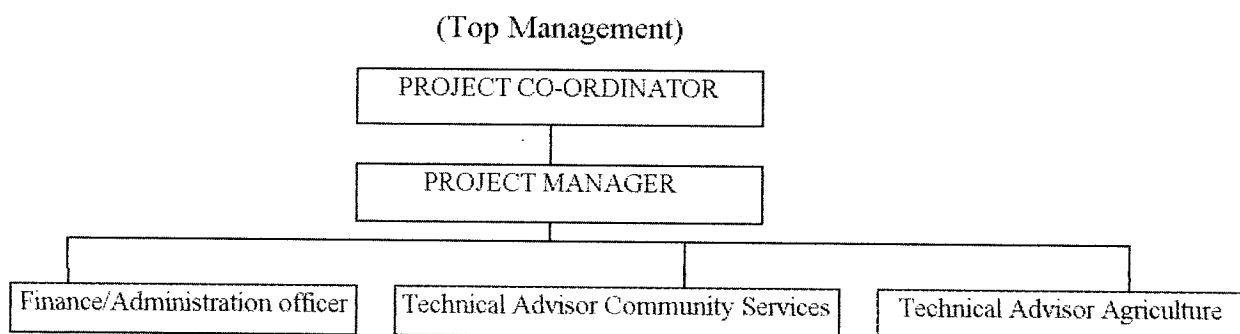 (Top Management)
PROJECT CO-ORDINATOR
PROJECT MANAGER
Finance/Administration officer
Technical Advisor Community Services
Technical Advisor Agriculture